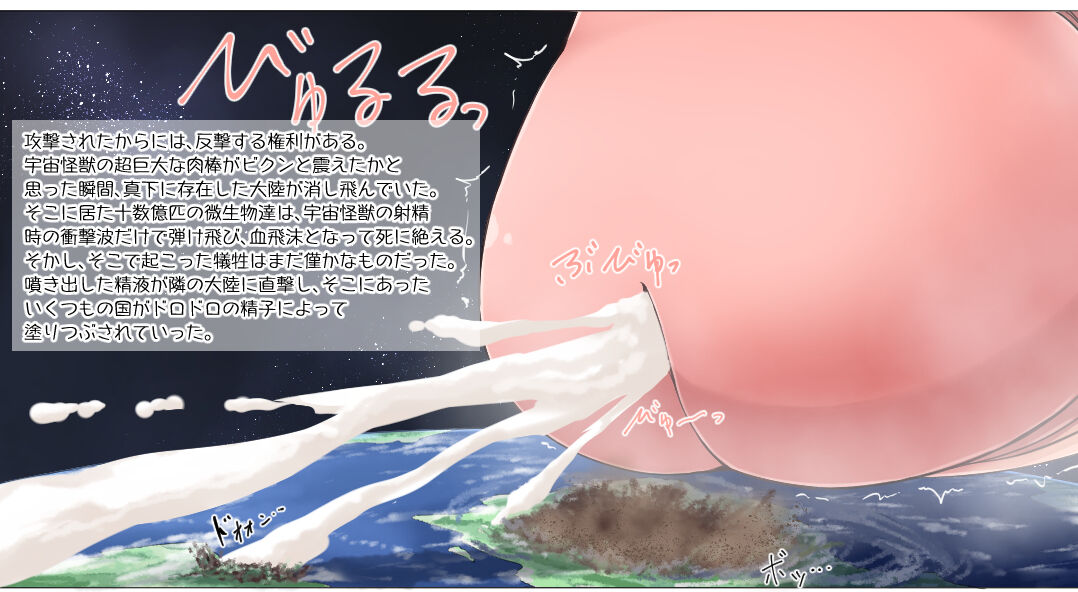 びゅるるっ
攻撃されたからには、反撃する権利がある。
宇宙怪獣の超巨大な肉棒がビクンと震えたかと
思った瞬間、真下に存在した大陸が消し飛んでいた。
そこに居た十数億匹の微生物達は、宇宙怪獣の射精
時の衝撃波だけで弾け飛び、血飛沫となって死に絶える。
そかし、そこで起こった犠牲はまだ僅かなものだった。
噴き出した精液が隣の大陸に直撃し、そこにあった
いくつもの国がドロドロの精子によって
塗りつぶされていった。
ぶびゅっ
びゅ～っ
ドォォン…
ボッ…